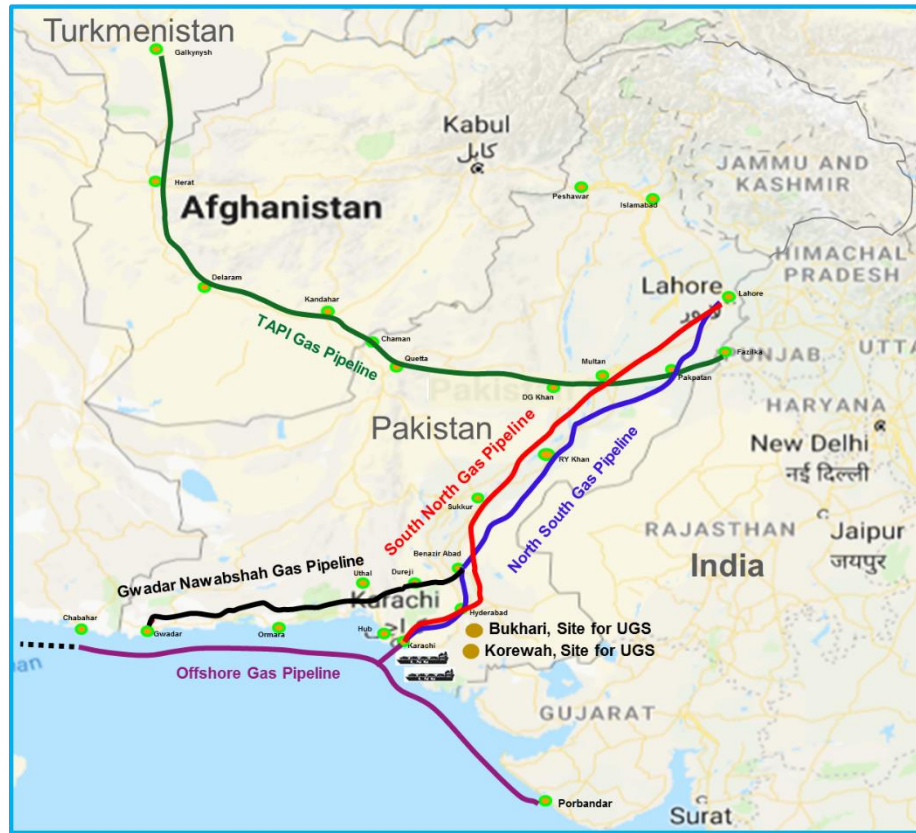 Turkmenistan
Galkynysh
Kabul
کابل
JAMMU AND
KASHMIR
Peshawar
Islamabad
Herat
Afghanistan
HIMACHAL
PRADESH
Delaram
Kandahar
Lahore
Lahore
لاہور
TAPI Gas Pipeline
Chaman
Quetta
Multan
Fazilka
PUNJAB
UTTA
Pakpatan
DG Khan
Pakistan
HARYANA
Pakistan
New Delhi
नई दिल्ली
South North Gas Pipeline
RY Khan
North South Gas Pipeline
Sukkur
RAJASTHAN
Jaipur
जयपुर
India
Benazir Abad
Gwadar Nawabshah Gas Pipeline
Uthal
Dureji
Karachi
Hyderabad
Chabahar
Gwadar
Ormara
Hub
Karachi
Bukhari, Site for UGS
Korewah, Site for UGS
Offshore Gas Pipeline
GUJARAT
Porbandar
Surat